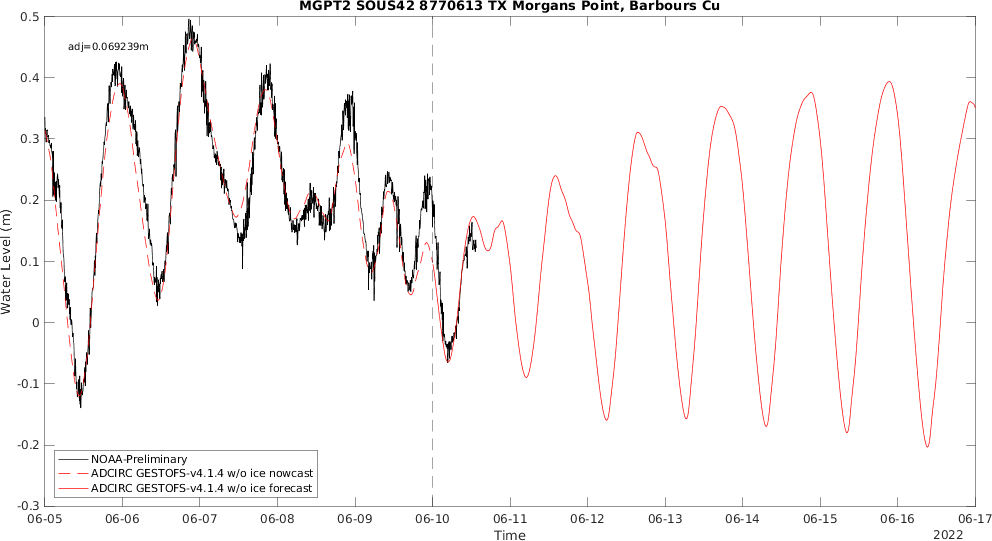 MGPT2 SOUS42 8770613 TX Morgans Point, Barbours Cu
adj=0.069239m
0.5
0.4
0.3
0.2
0.1
0
-0.1
-0.2
-0.3
Water Level (m)
NOAA-Preliminary
ADCIRC GESTOFS-v4.1.4 w/o ice nowcast
ADCIRC GESTOFS-v4.1.4 w/o ice forecast
06-05 06-06 06-07 06-08 06-09 06-10 06-11 06-12 06-13 06-14 06-15 06-16 06-17
Time
2022